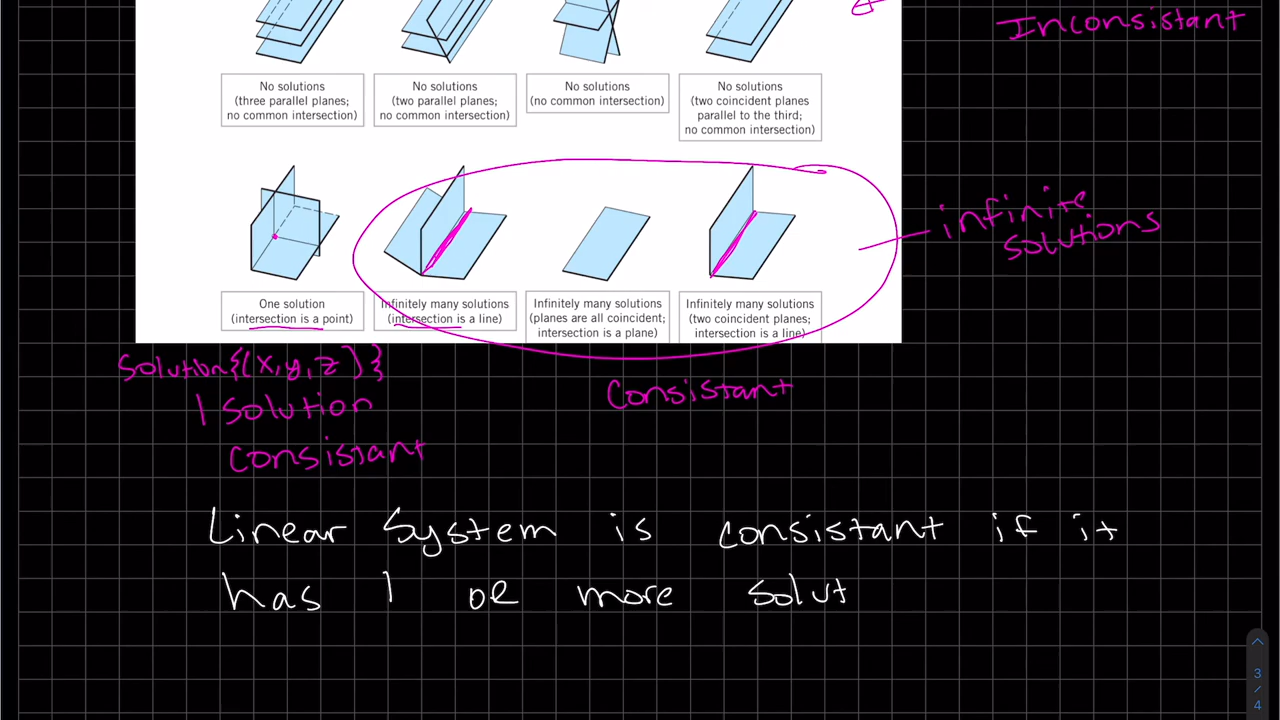 Inconsistant
No solutions
(three parallel planes;
no common intersection)
No solutions
(two parallel planes;
no common intersection)
No solutions
(no common intersection)
No solutions
(two coincident planes
parallel to the third;
no common intersection)
infinite
solutions
One solution
(intersection is a point)
Infinitely many solutions
(intersection is a line)
Infinitely many solutions
(planes are all coincident;
intersection is a plane)
Infinitely many solutions
(two coincident planes;
intersection is a line)
Solution{(x,y,z)}
1 Solution
consistant
Consistant
Linear System is consistant if it
has 1 or more solut
3
/
4